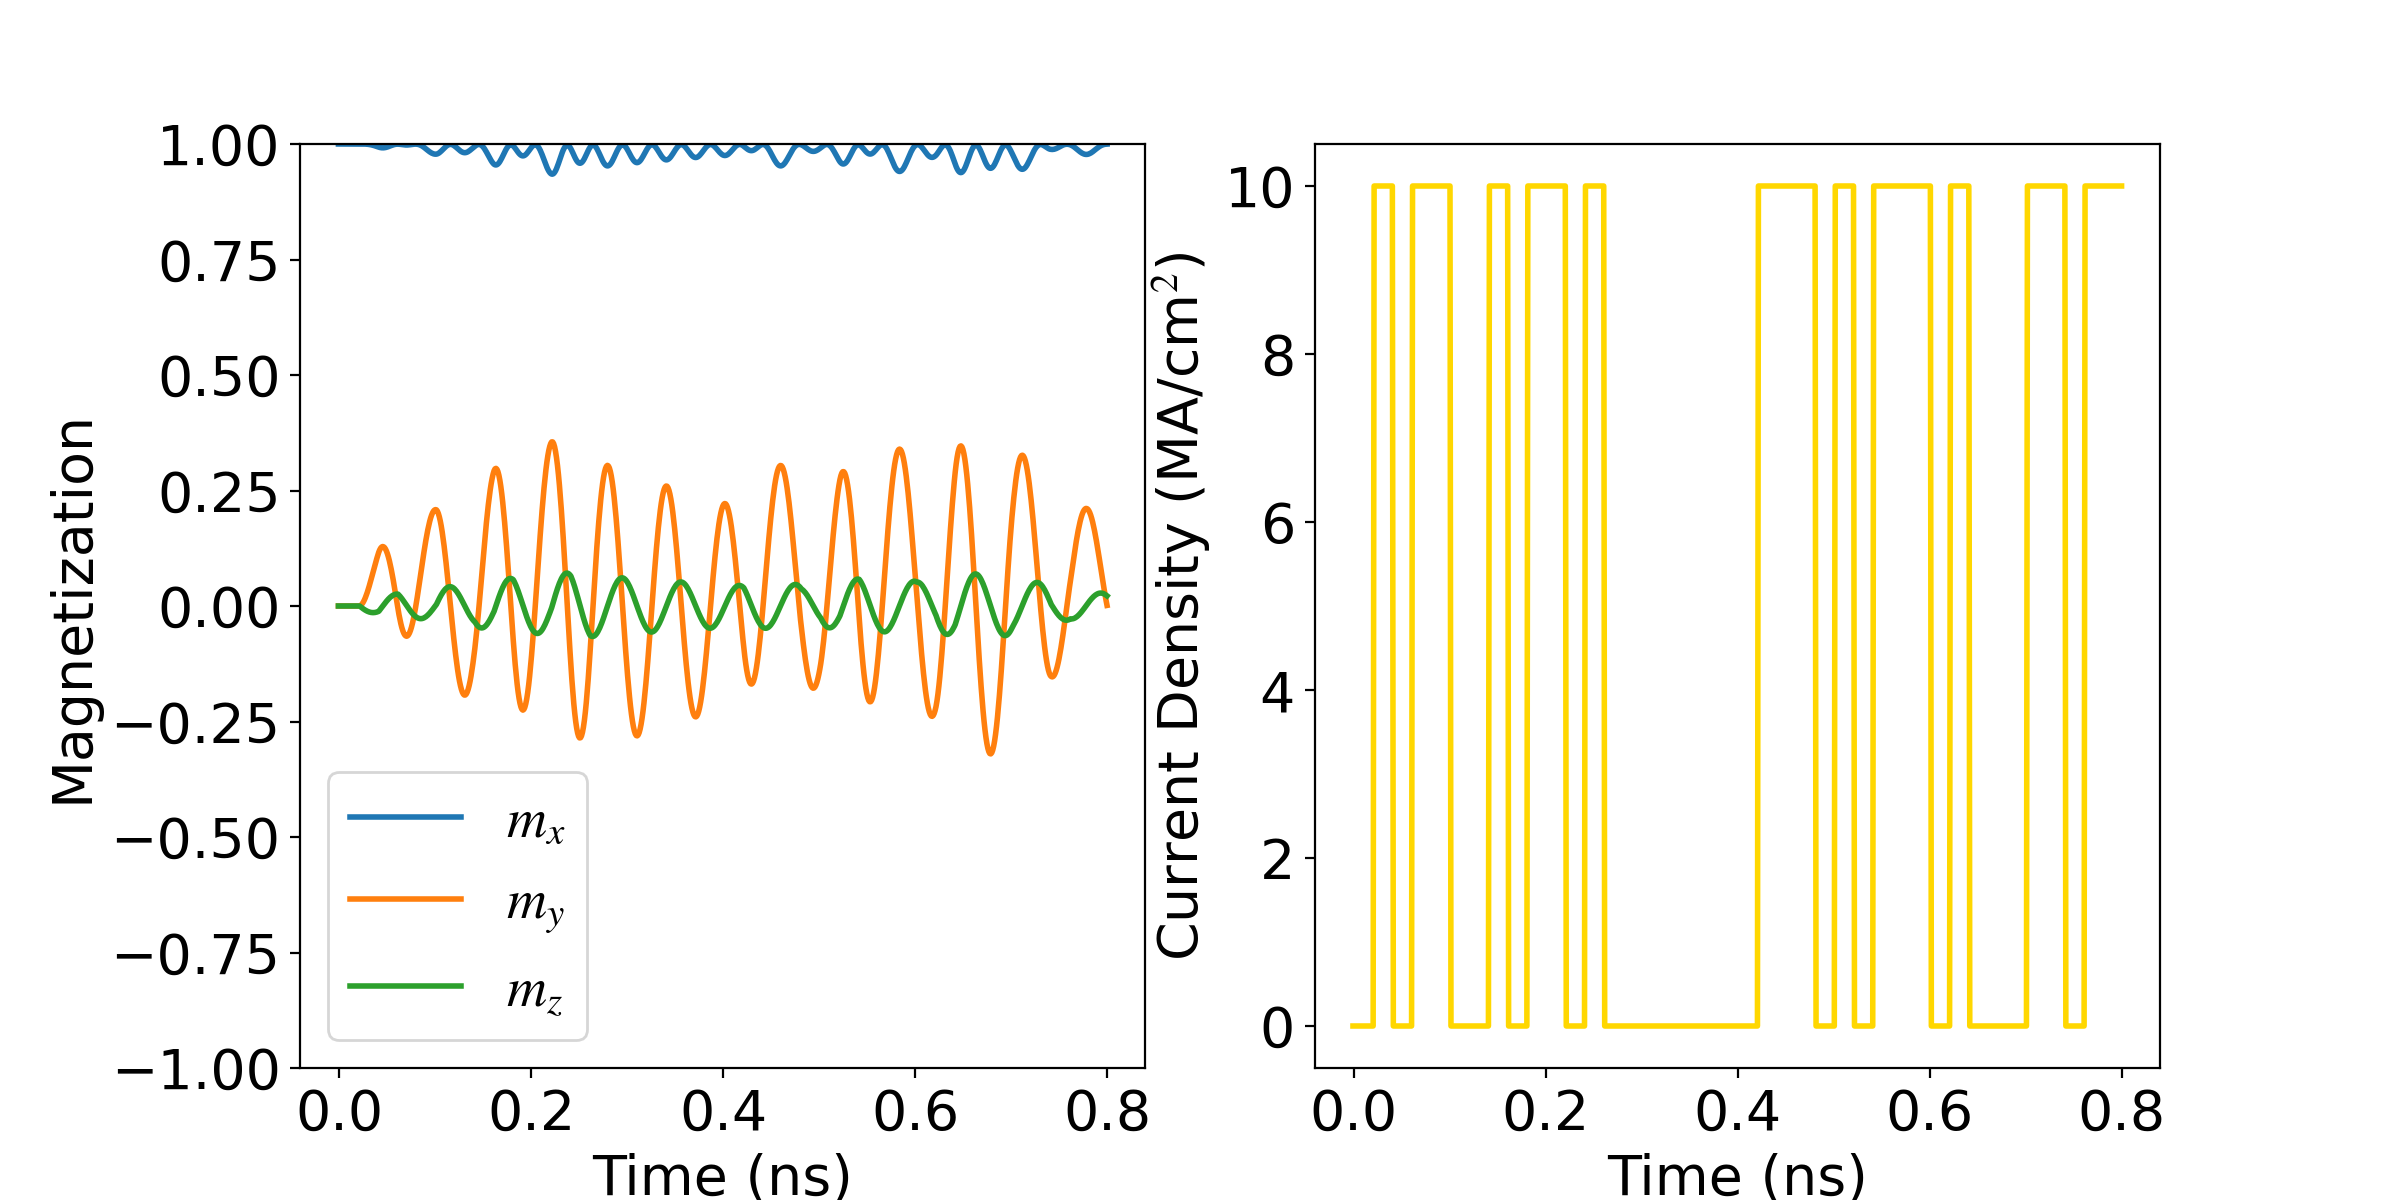 Magnetization
1.00
0.75
0.50
0.25
0.00
−0.25
−0.50
−0.75
−1.00
0.0 0.2 0.4 0.6 0.8
Time (ns)
m_x
m_y
m_z
Current Density (MA/cm²)
10
8
6
4
2
0
0.0 0.2 0.4 0.6 0.8
Time (ns)